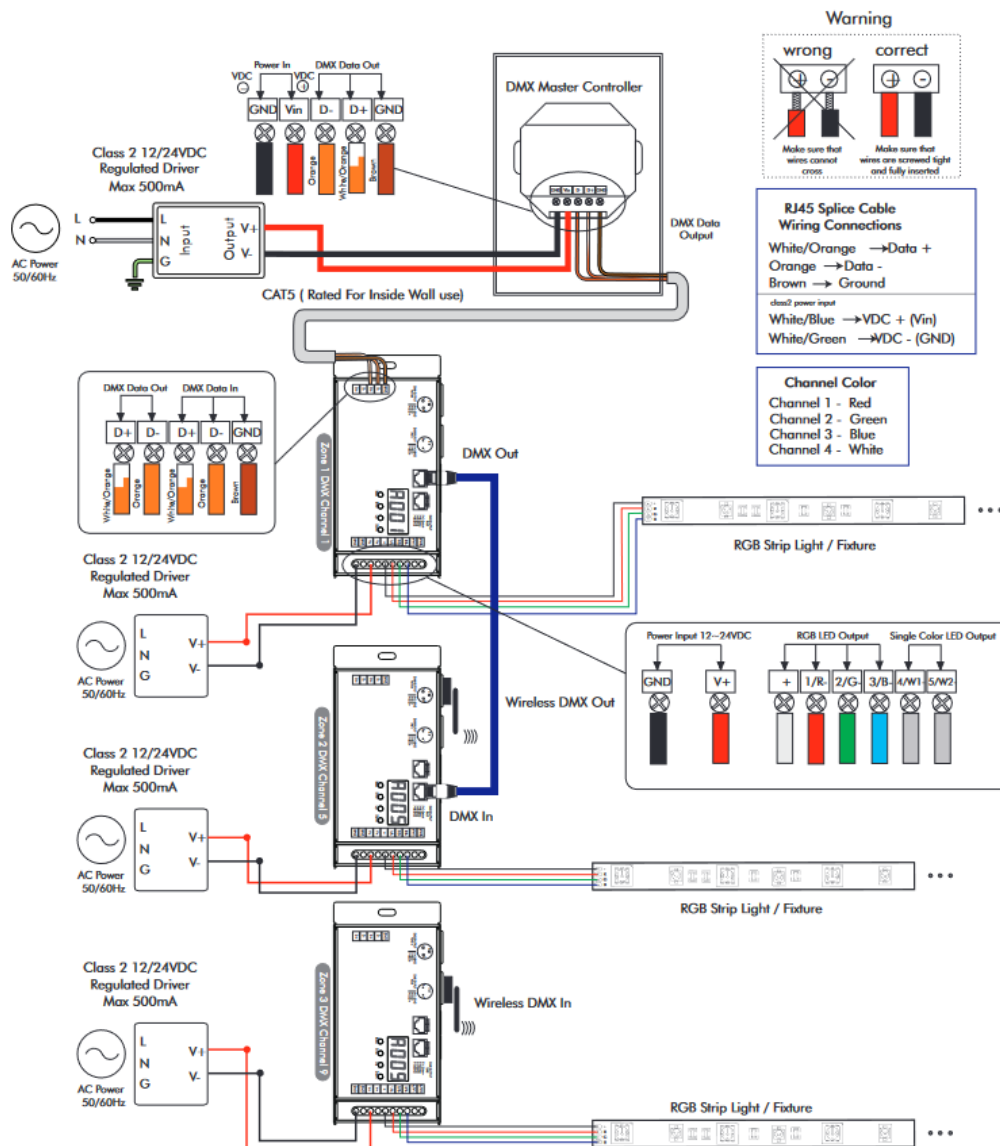 Warning
wrong
correct
+ -
+ -
Make sure that
wires cannot
cross
Make sure that
wires are screwed tight
and fully inserted
VDC
Power In
VDC
DMX Data Out
GND Vin D- D+ GND
Orange
White/Orange
Brown
DMX Master Controller
GND V+ D- D+ GND
Class 2 12/24VDC
Regulated Driver
Max 500mA
L
N
AC Power
50/60Hz
L
N
G
Input
Output
V+
V-
DMX Data
Output
CAT5 ( Rated For Inside Wall use)
RJ45 Splice Cable
Wiring Connections
White/Orange →Data +
Orange → Data -
Brown → Ground
class2 power input
White/Blue →VDC + (Vin)
White/Green →VDC - (GND)
Channel Color
Channel 1 - Red
Channel 2 - Green
Channel 3 - Blue
Channel 4 - White
DMX Data Out
DMX Data In
D+ D- D+ D- GND
White/Orange
Orange
White/Orange
Orange
Brown
Zone 1 DMX Channel 1
A001
DMX Out
RGB Strip Light / Fixture
Class 2 12/24VDC
Regulated Driver
Max 500mA
AC Power
50/60Hz
L
N
G
V+
V-
Power Input 12~24VDC
RGB LED Output
Single Color LED Output
GND V+ + 1/R- 2/G- 3/B- 4/W1- 5/W2-
Zone 2 DMX Channel 5
Wireless DMX Out
A005
DMX In
Class 2 12/24VDC
Regulated Driver
Max 500mA
AC Power
50/60Hz
L
N
G
V+
V-
RGB Strip Light / Fixture
Zone 3 DMX Channel 9
Wireless DMX In
A009
Class 2 12/24VDC
Regulated Driver
Max 500mA
AC Power
50/60Hz
L
N
G
V+
V-
RGB Strip Light / Fixture